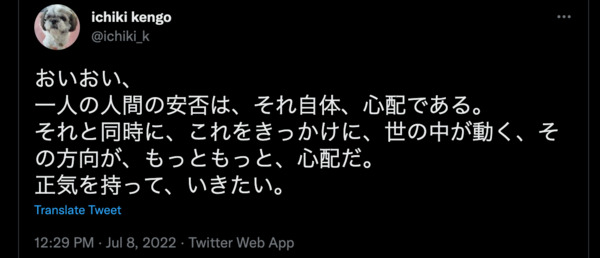 ichiki kengo
@ichiki_k
おいおい、
一人の人間の安否は、それ自体、心配である。
それと同時に、これをきっかけに、世の中が動く、そ
の方向が、もっともっと、心配だ。
正気を持って、いきたい。
Translate Tweet
12:29 PM · Jul 8, 2022 · Twitter Web App